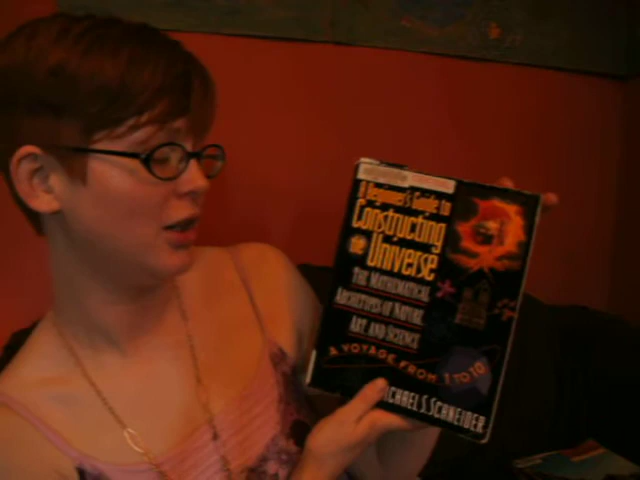 A Beginner's Guide to
Constructing
the Universe
THE MATHEMATICAL
ARCHETYPES OF NATURE,
ART, AND SCIENCE
A VOYAGE FROM 1 TO 10
MICHAEL S. SCHNEIDER